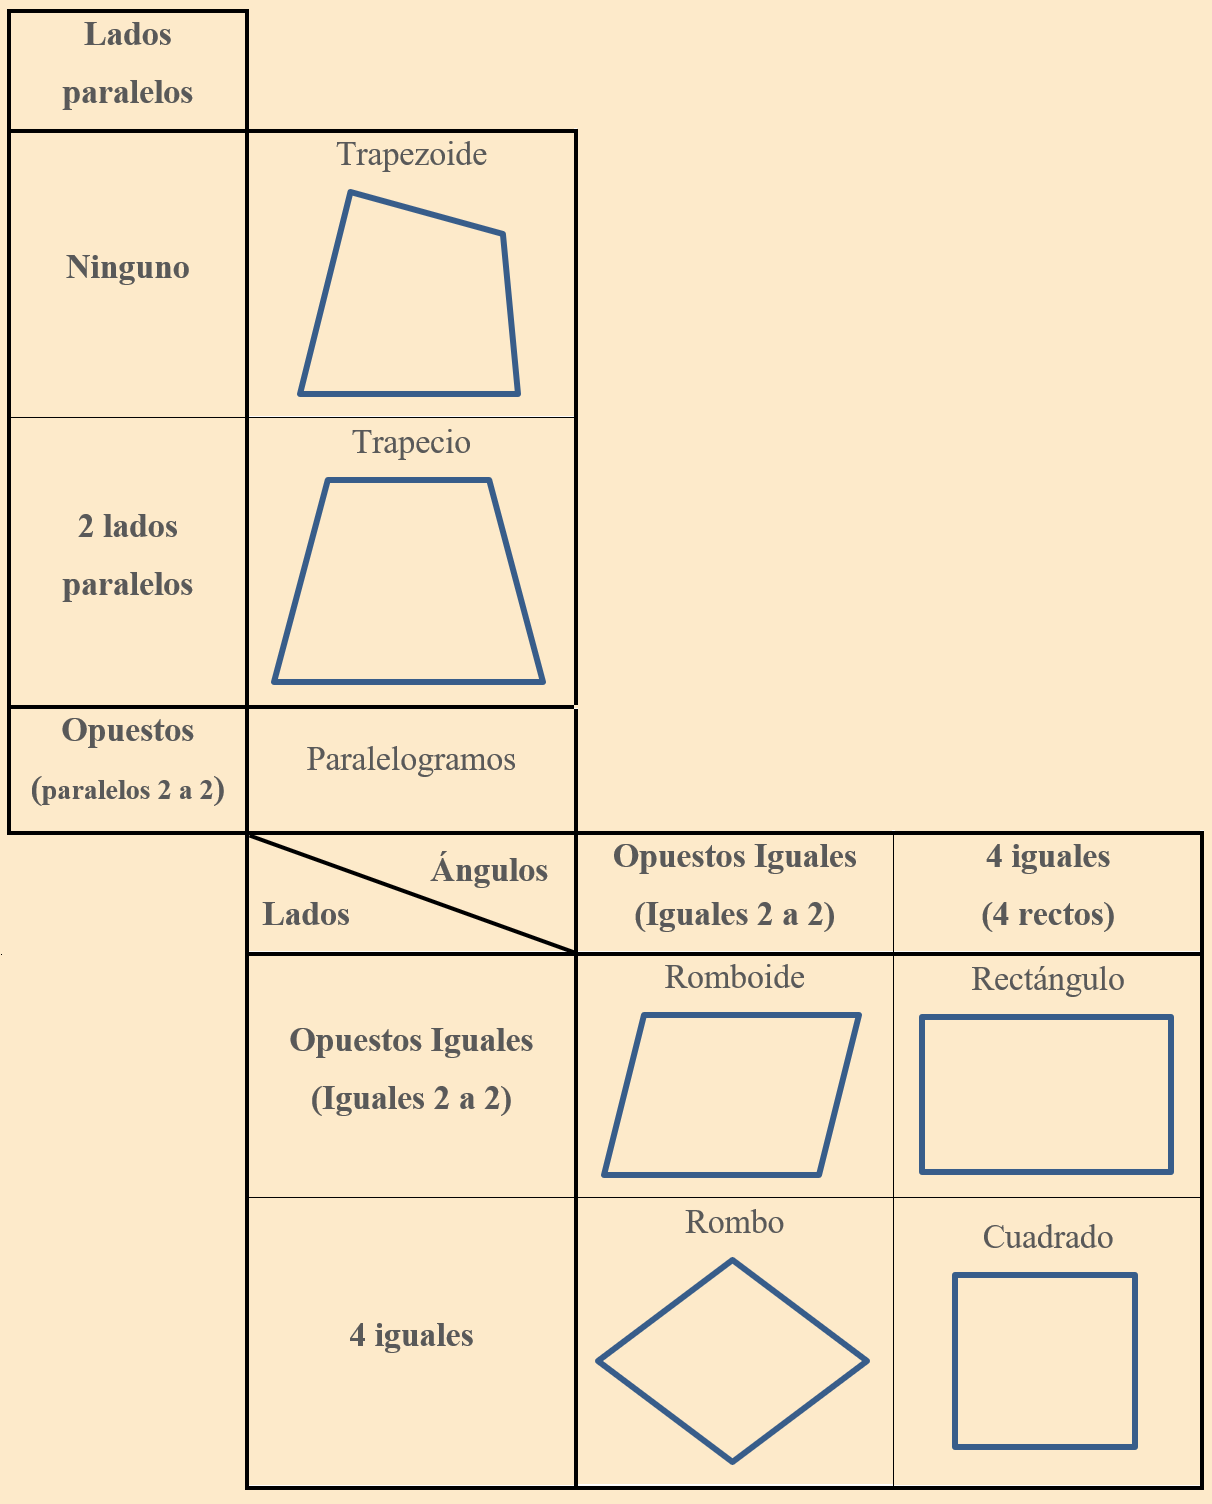 Lados
paralelos
Trapezoide
Ninguno
Trapecio
2 lados
paralelos
Opuestos
(paralelos 2 a 2)
Paralelogramos
Ángulos
Lados
Opuestos Iguales
(Iguales 2 a 2)
4 iguales
(4 rectos)
Opuestos Iguales
(Iguales 2 a 2)
Romboide
Rectángulo
4 iguales
Rombo
Cuadrado